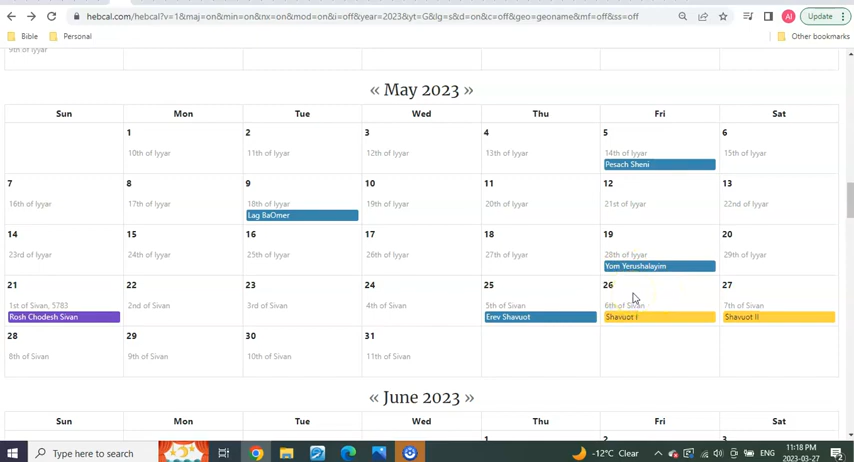 hebcal.com/hebcal?v=1&maj=on&min=on&nx=on&mod=on&i=off&year=2023&yt=G&lg=s&d=on&c=off&geo=geoname&mf=off&ss=off
AI
Update
Bible
Personal
Other bookmarks
9th of Iyyar
« May 2023 »
Sun Mon Tue Wed Thu Fri Sat
1 2 3 4 5 6
10th of Iyyar 11th of Iyyar 12th of Iyyar 13th of Iyyar 14th of Iyyar 15th of Iyyar
Pesach Sheni
7 8 9 10 11 12 13
16th of Iyyar 17th of Iyyar 18th of Iyyar 19th of Iyyar 20th of Iyyar 21st of Iyyar 22nd of Iyyar
Lag BaOmer
14 15 16 17 18 19 20
23rd of Iyyar 24th of Iyyar 25th of Iyyar 26th of Iyyar 27th of Iyyar 28th of Iyyar 29th of Iyyar
Yom Yerushalayim
21 22 23 24 25 26 27
1st of Sivan, 5783 2nd of Sivan 3rd of Sivan 4th of Sivan 5th of Sivan 6th of Sivan 7th of Sivan
Rosh Chodesh Sivan Erev Shavuot Shavuot I Shavuot II
28 29 30 31
8th of Sivan 9th of Sivan 10th of Sivan 11th of Sivan
« June 2023 »
Sun Mon Tue Wed Thu Fri Sat
1 2 3
Type here to search
-12°C Clear
ENG
11:18 PM
2023-03-27
2